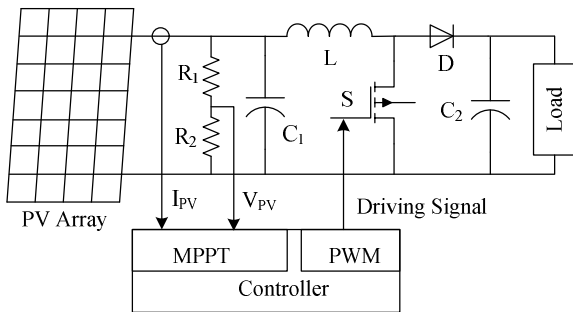 R1
R2
C1
L
S
D
C2
Load
PV Array
IPV
VPV
Driving Signal
MPPT
PWM
Controller